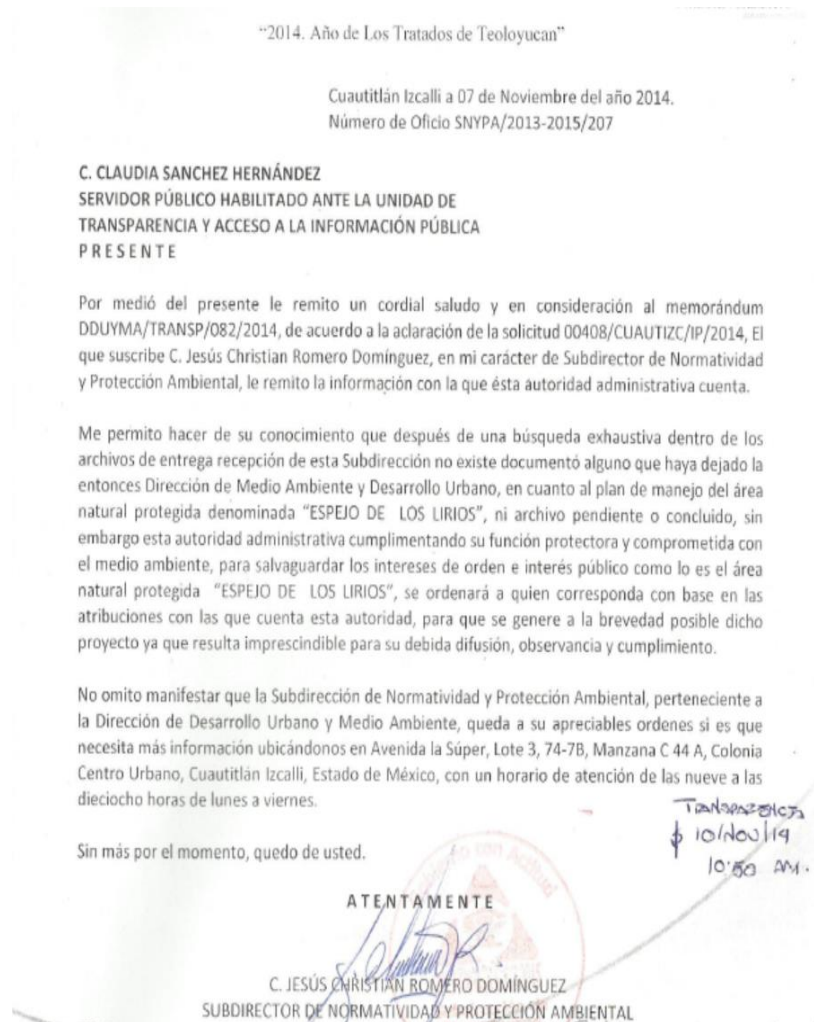 “2014. Año de Los Tratados de Teoloyucan”
Cuautitlán Izcalli a 07 de Noviembre del año 2014.
Número de Oficio SNYPA/2013-2015/207
C. CLAUDIA SANCHEZ HERNÁNDEZ
SERVIDOR PÚBLICO HABILITADO ANTE LA UNIDAD DE
TRANSPARENCIA Y ACCESO A LA INFORMACIÓN PÚBLICA
P R E S E N T E
Por medió del presente le remito un cordial saludo y en consideración al memorándum
DDUYMA/TRANSP/082/2014, de acuerdo a la aclaración de la solicitud 00408/CUAUTIZC/IP/2014, El
que suscribe C. Jesús Christian Romero Domínguez, en mi carácter de Subdirector de Normatividad
y Protección Ambiental, le remito la información con la que ésta autoridad administrativa cuenta.
Me permito hacer de su conocimiento que después de una búsqueda exhaustiva dentro de los
archivos de entrega recepción de esta Subdirección no existe documentó alguno que haya dejado la
entonces Dirección de Medio Ambiente y Desarrollo Urbano, en cuanto al plan de manejo del área
natural protegida denominada “ESPEJO DE LOS LIRIOS”, ni archivo pendiente o concluido, sin
embargo esta autoridad administrativa cumplimentando su función protectora y comprometida con
el medio ambiente, para salvaguardar los intereses de orden e interés público como lo es el área
natural protegida “ESPEJO DE LOS LIRIOS”, se ordenará a quien corresponda con base en las
atribuciones con las que cuenta esta autoridad, para que se genere a la brevedad posible dicho
proyecto ya que resulta imprescindible para su debida difusión, observancia y cumplimiento.
No omito manifestar que la Subdirección de Normatividad y Protección Ambiental, perteneciente a
la Dirección de Desarrollo Urbano y Medio Ambiente, queda a su apreciables ordenes si es que
necesita más información ubicándonos en Avenida la Súper, Lote 3, 74-7B, Manzana C 44 A, Colonia
Centro Urbano, Cuautitlán Izcalli, Estado de México, con un horario de atención de las nueve a las
dieciocho horas de lunes a viernes.
TRANSPARENCIA
10/NOV/14
10:50 AM.
Sin más por el momento, quedo de usted.
A T E N T A M E N T E
C. JESÚS CHRISTIAN ROMERO DOMÍNGUEZ
SUBDIRECTOR DE NORMATIVIDAD Y PROTECCIÓN AMBIENTAL